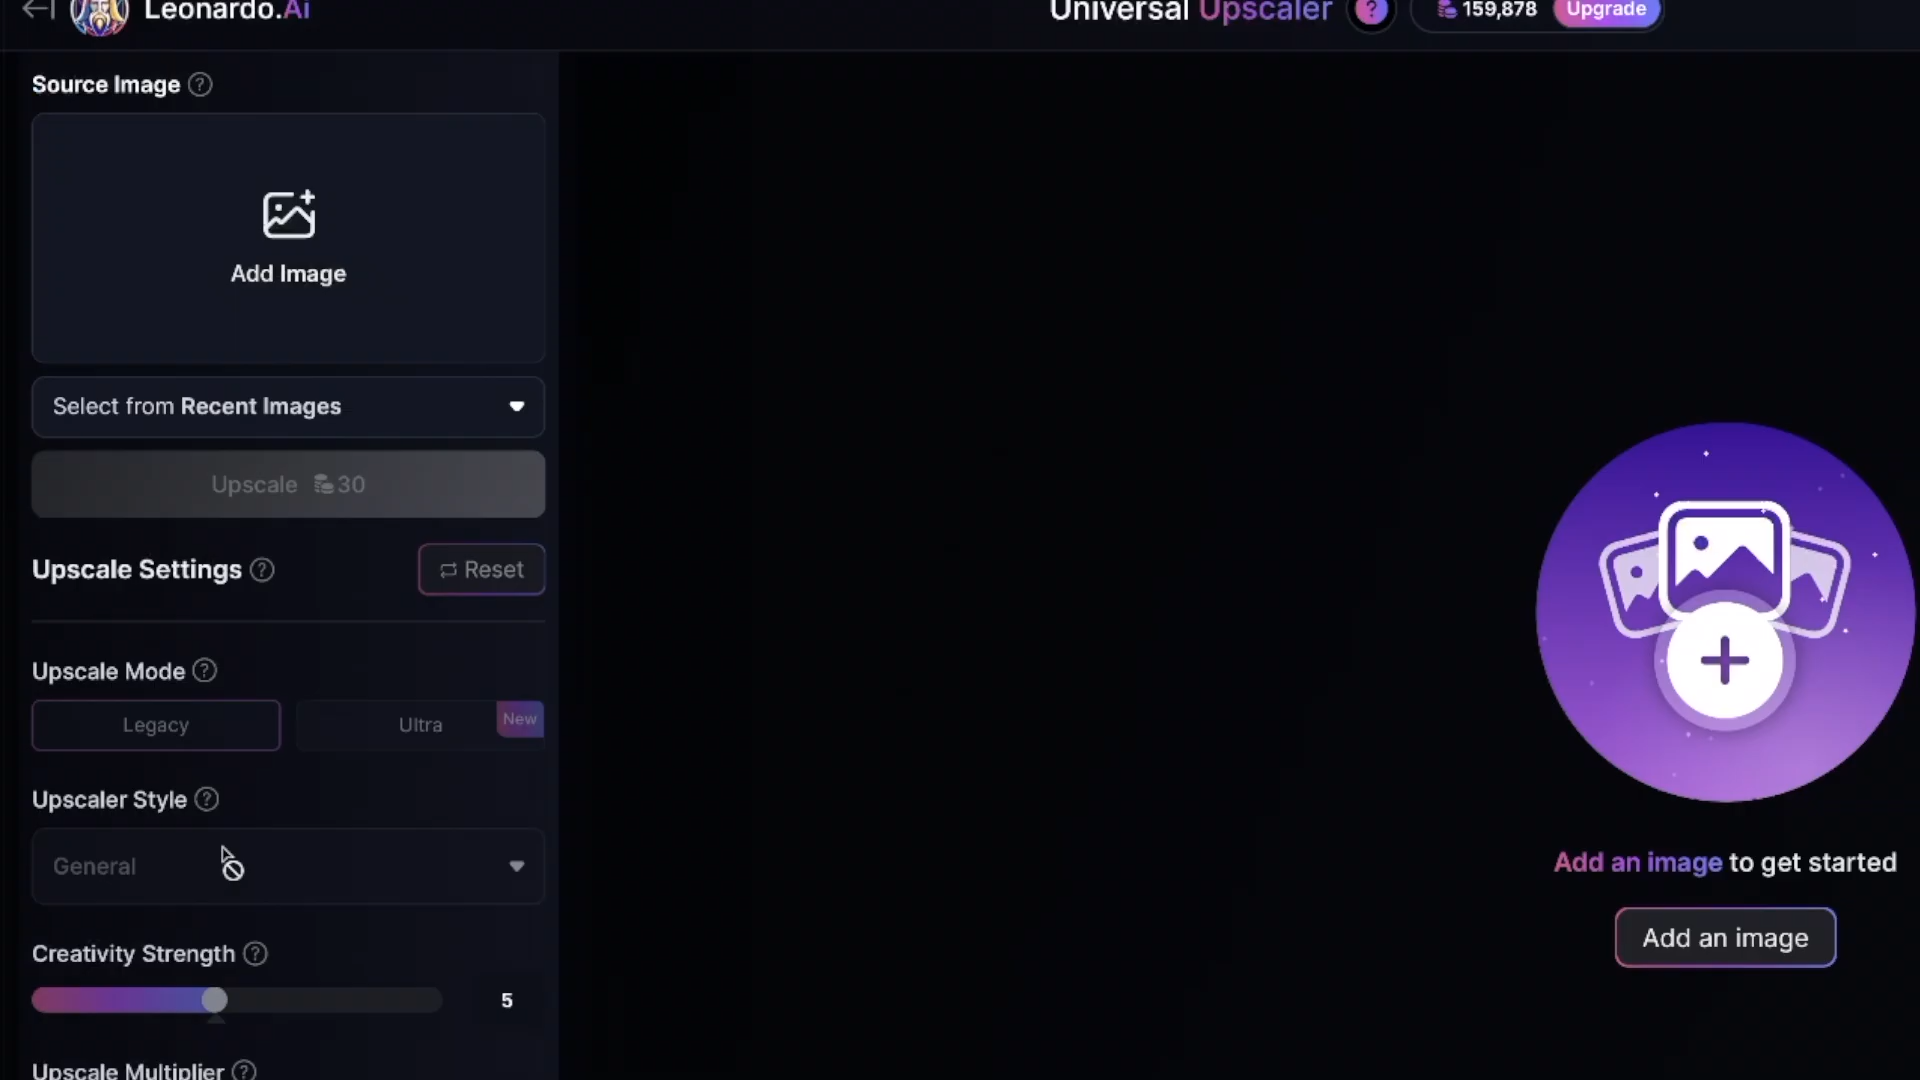 Leonardo.Ai
Universal Upscaler ? 159,878 Upgrade
Source Image ?
Add Image
Select from Recent Images
Upscale 30
Upscale Settings ? Reset
Upscale Mode ?
Legacy Ultra New
Upscaler Style ?
General
Creativity Strength ?
5
Upscale Multiplier ?
Add an image to get started
Add an image